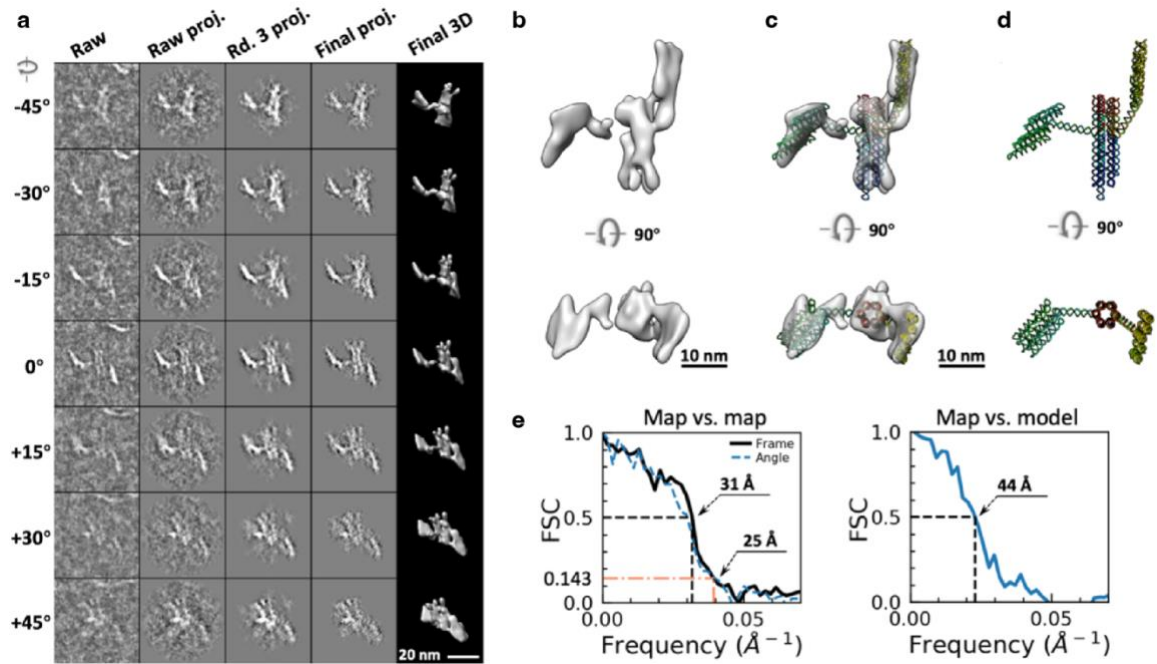 a
Raw
Raw proj.
Rd. 3 proj.
Final proj.
Final 3D
-45°
-30°
-15°
0°
+15°
+30°
+45°
20 nm
b
c
d
90°
90°
90°
10 nm
10 nm
e
Map vs. map
Frame
Angle
31 Å
25 Å
1.0
0.5
0.143
0.0
FSC
0.00
0.05
Frequency (Å⁻¹)
Map vs. model
44 Å
1.0
0.5
0.0
FSC
0.00
0.05
Frequency (Å⁻¹)